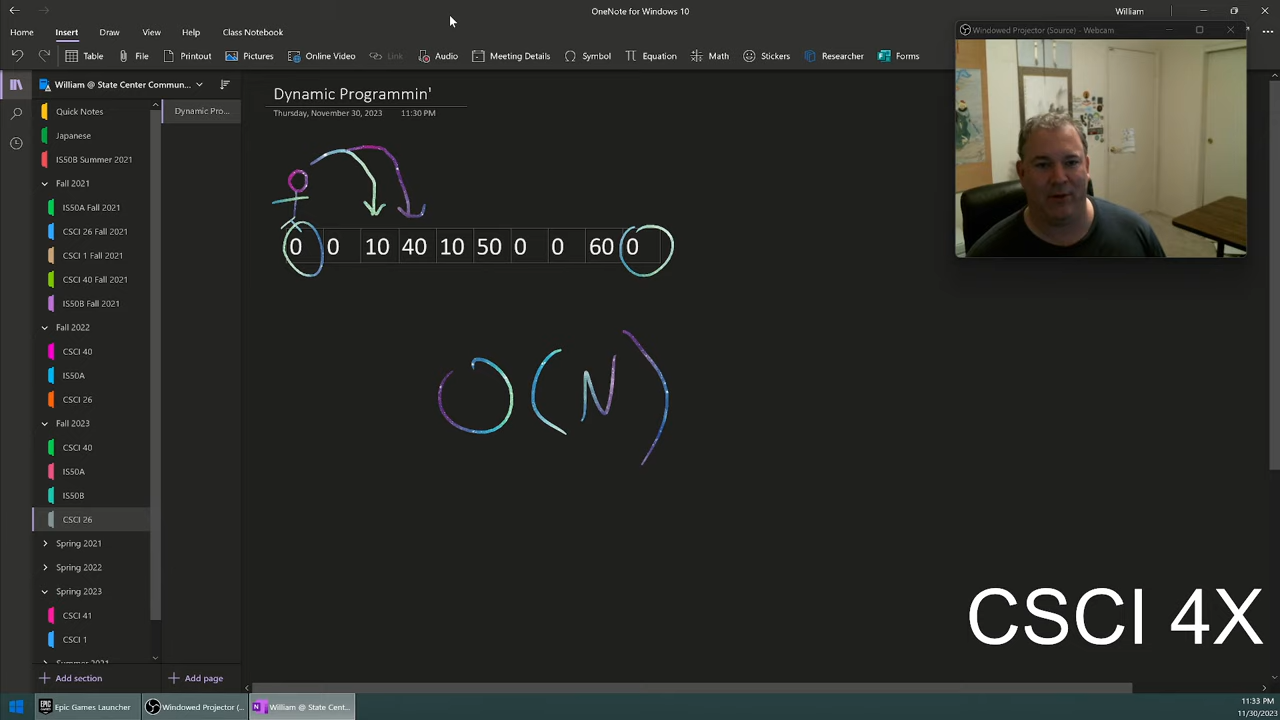 OneNote for Windows 10
William
Home Insert Draw View Help Class Notebook
Table File Printout Pictures Online Video Link Audio Meeting Details Symbol Equation Math Stickers Researcher Forms
Windowed Projector (Source) - Webcam
William @ State Center Commun...
Quick Notes
Japanese
IS50B Summer 2021
Fall 2021
IS50A Fall 2021
CSCI 26 Fall 2021
CSCI 1 Fall 2021
CSCI 40 Fall 2021
IS50B Fall 2021
Fall 2022
CSCI 40
IS50A
CSCI 26
Fall 2023
CSCI 40
IS50A
IS50B
CSCI 26
Spring 2021
Spring 2022
Spring 2023
CSCI 41
CSCI 1
Summer 2021
Add section
Dynamic Pro...
Add page
Dynamic Programmin'
Thursday, November 30, 2023 11:30 PM
0 0 10 40 10 50 0 0 60 0
O(N)
CSCI 4X
EPIC GAMES
Epic Games Launcher
Windowed Projector (...
N
William @ State Cent...
11:33 PM
11/30/2023